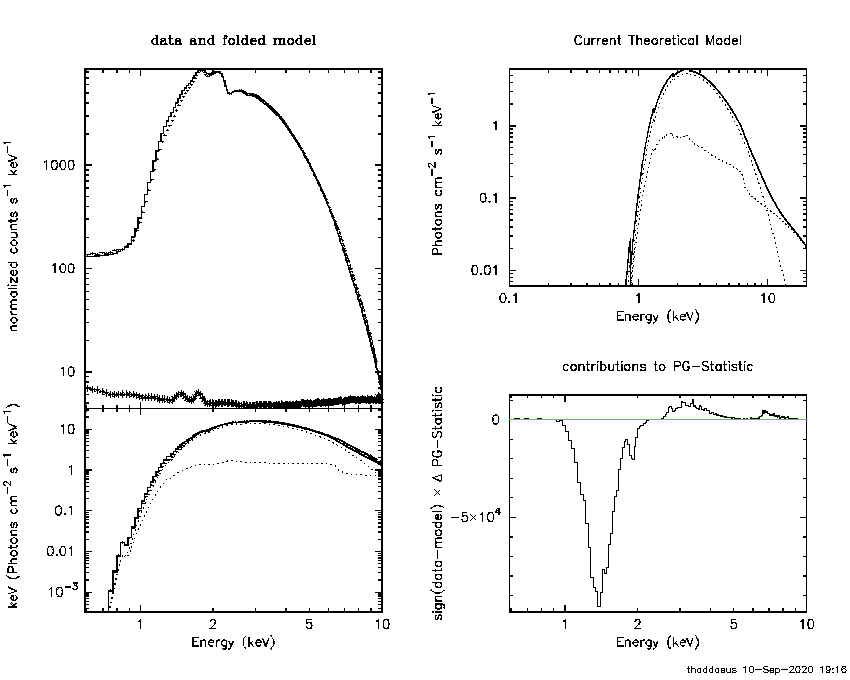 data and folded model
normalized counts s⁻¹ keV⁻¹
1000
100
10
keV (Photons cm⁻² s⁻¹ keV⁻¹)
10
1
0.1
0.01
10⁻³
1 2 5 10
Energy (keV)
Current Theoretical Model
Photons cm⁻² s⁻¹ keV⁻¹
1
0.1
0.01
0.1 1 10
Energy (keV)
contributions to PG−Statistic
sign(data−model) × Δ PG−Statistic
0
−5×10⁴
1 2 5 10
Energy (keV)
thaddaeus 10−Sep−2020 19:16